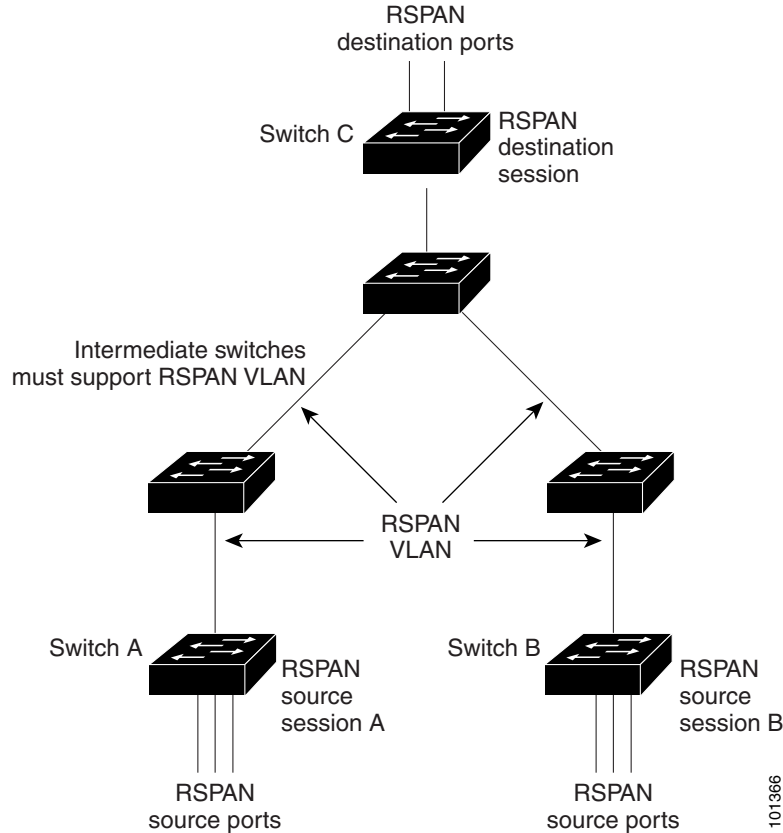 RSPAN
destination ports
Switch C
RSPAN
destination
session
Intermediate switches
must support RSPAN VLAN
RSPAN
VLAN
Switch A
RSPAN
source
session A
Switch B
RSPAN
source
session B
RSPAN
source ports
RSPAN
source ports
101366